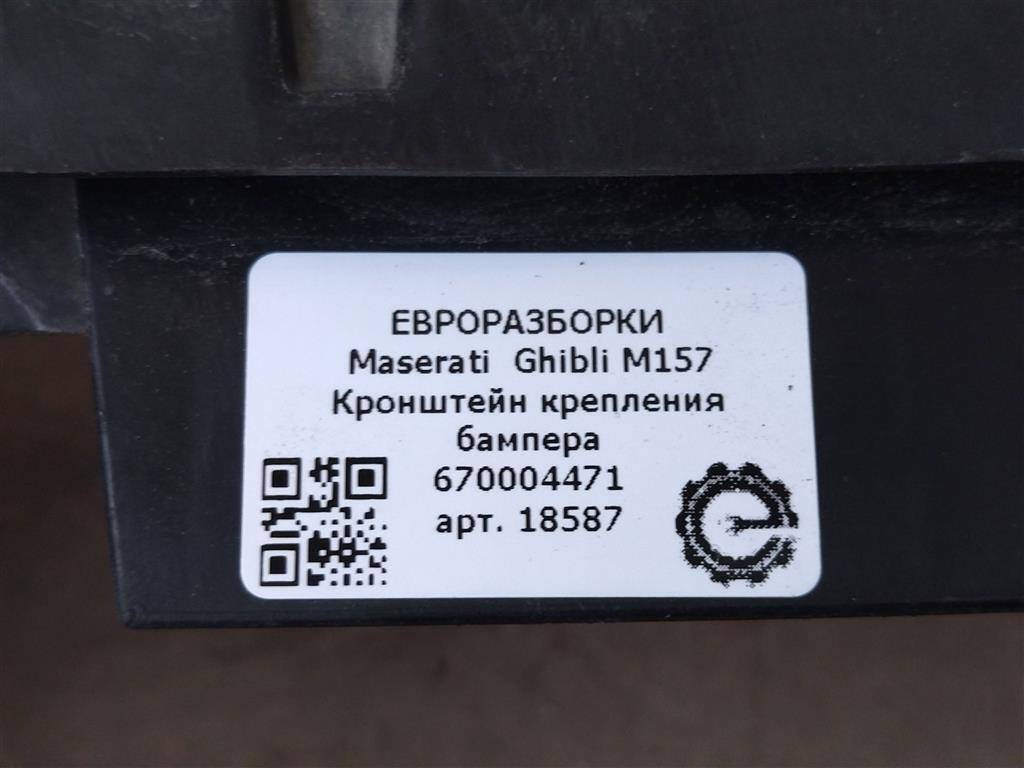 ЕВРОРАЗБОРКИ
Maserati Ghibli M157
Кронштейн крепления
бампера
670004471
арт. 18587